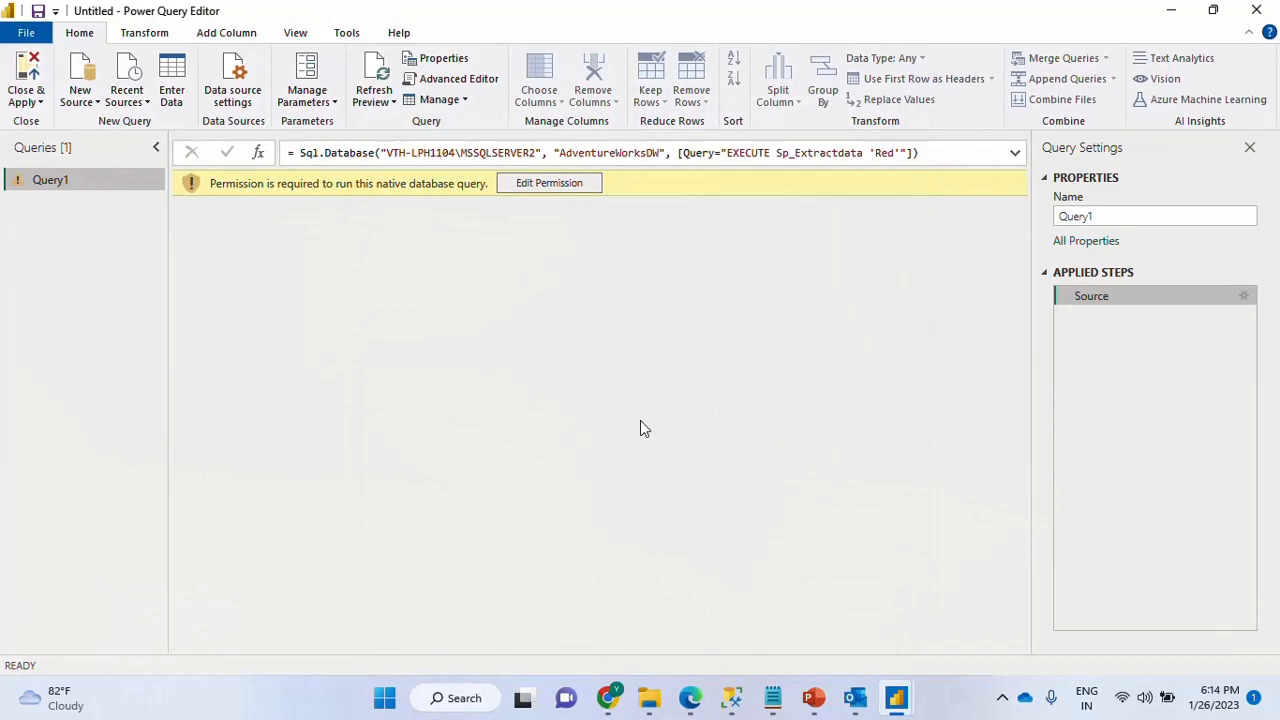 Untitled - Power Query Editor
File Home Transform Add Column View Tools Help
Close & Apply
Close
New Source
Recent Sources
Enter Data
New Query
Data source settings
Data Sources
Manage Parameters
Parameters
Refresh Preview
Properties
Advanced Editor
Manage
Query
Choose Columns
Remove Columns
Manage Columns
Keep Rows
Remove Rows
Reduce Rows
Sort
Split Column
Group By
Data Type: Any
Use First Row as Headers
Replace Values
Transform
Merge Queries
Append Queries
Combine Files
Combine
Text Analytics
Vision
Azure Machine Learning
AI Insights
Queries [1]
Query1
fx
= Sql.Database("VTH-LPH1104\MSSQLSERVER2", "AdventureWorksDW", [Query="EXECUTE Sp_Extractdata 'Red'"])
Permission is required to run this native database query. Edit Permission
Query Settings
PROPERTIES
Name
Query1
All Properties
APPLIED STEPS
Source
READY
82°F
Cloudy
Search
ENG
IN
6:14 PM
1/26/2023
1